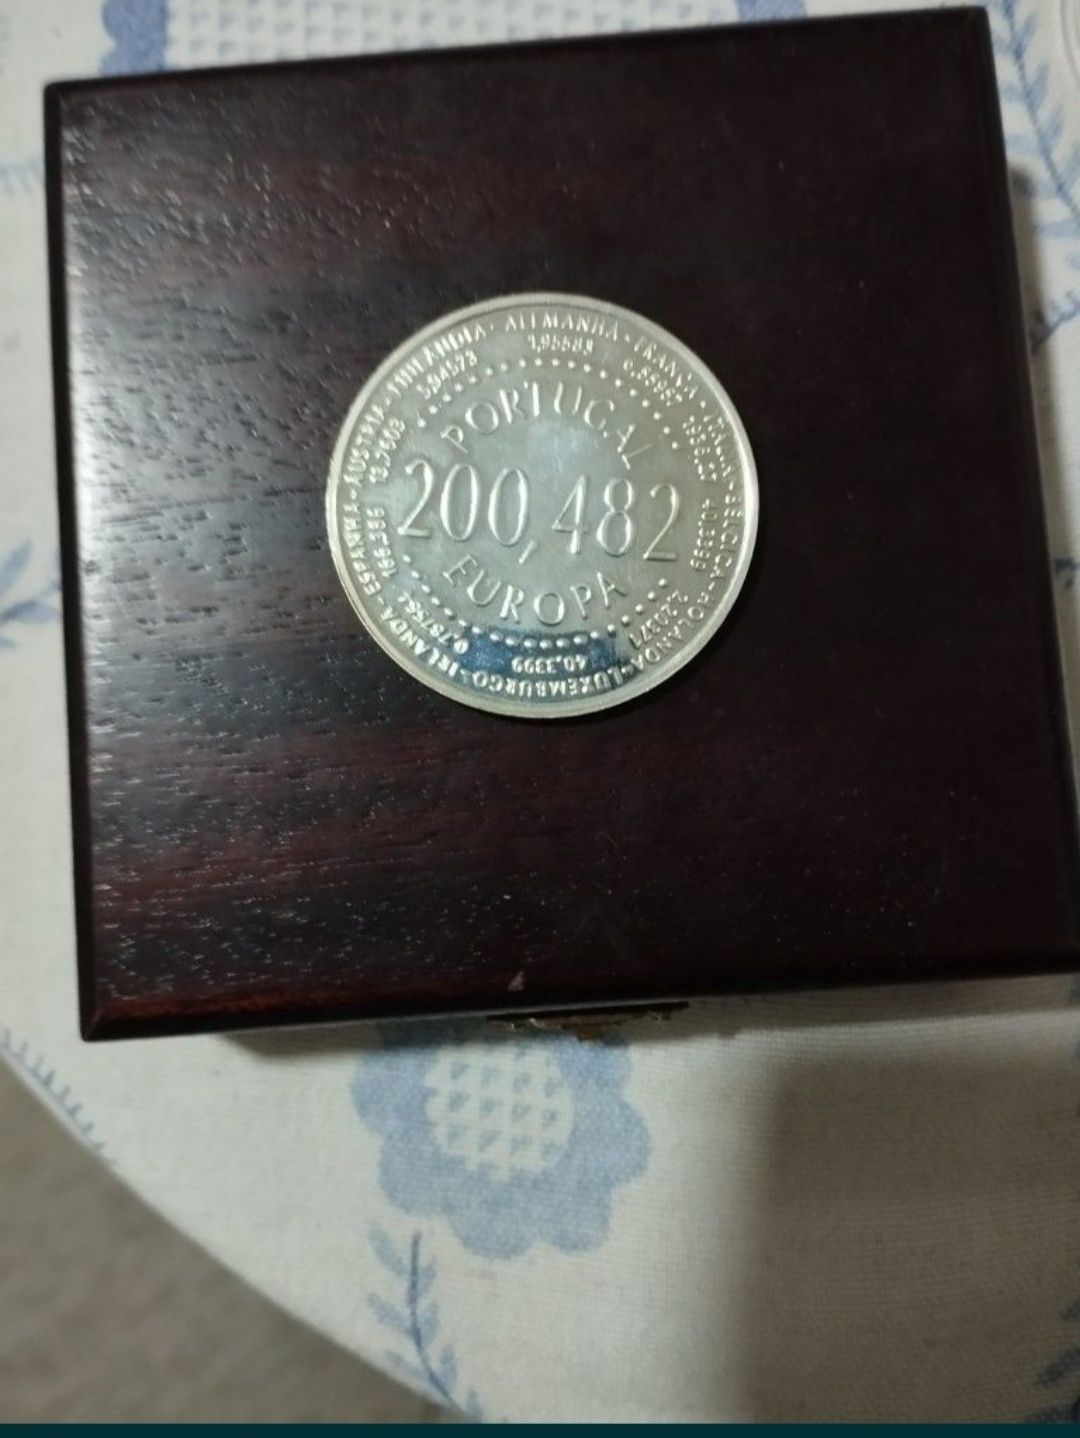 PORTUGAL
200,482
EUROPA
ALEMANHA · FRANÇA · ITALIA · BELGICA · HOLANDA · LUXEMBURGO · IRLANDA · ESPANHA · AUSTRIA · FINLANDIA ·
1,95583 6,55957 1936,27 40,3399 2,20371 40,3399 0,787564 166,386 13,7603 5,94573